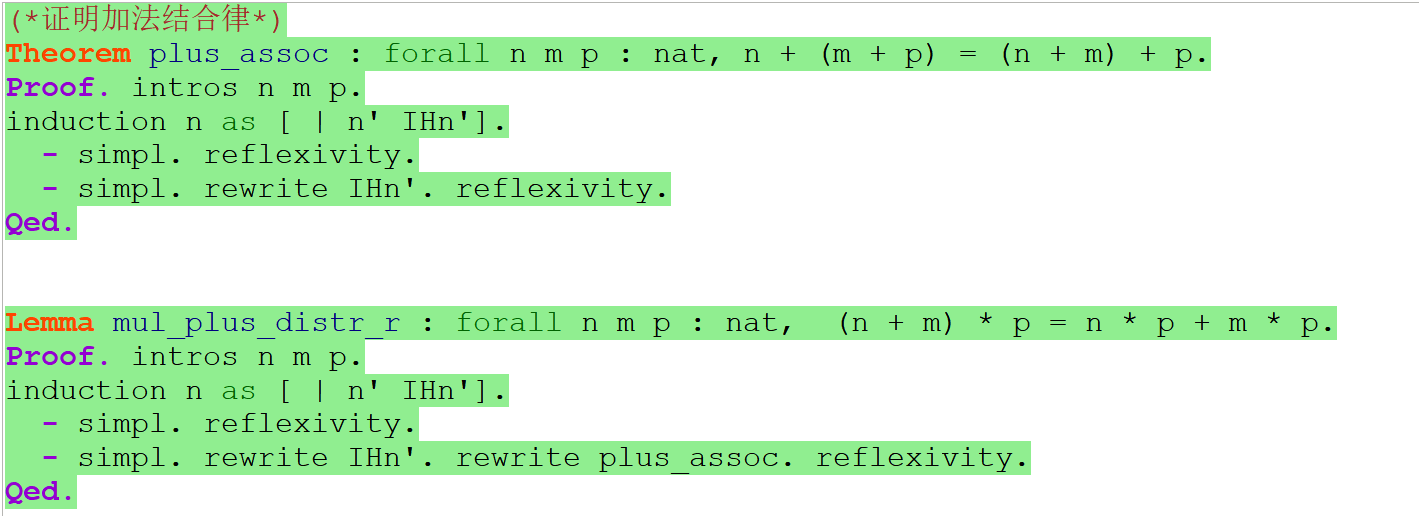 (*证明加法结合律*)
Theorem plus_assoc : forall n m p : nat, n + (m + p) = (n + m) + p.
Proof. intros n m p.
induction n as [ | n' IHn'].
  - simpl. reflexivity.
  - simpl. rewrite IHn'. reflexivity.
Qed.
Lemma mul_plus_distr_r : forall n m p : nat,  (n + m) * p = n * p + m * p.
Proof. intros n m p.
induction n as [ | n' IHn'].
  - simpl. reflexivity.
  - simpl. rewrite IHn'. rewrite plus_assoc. reflexivity.
Qed.